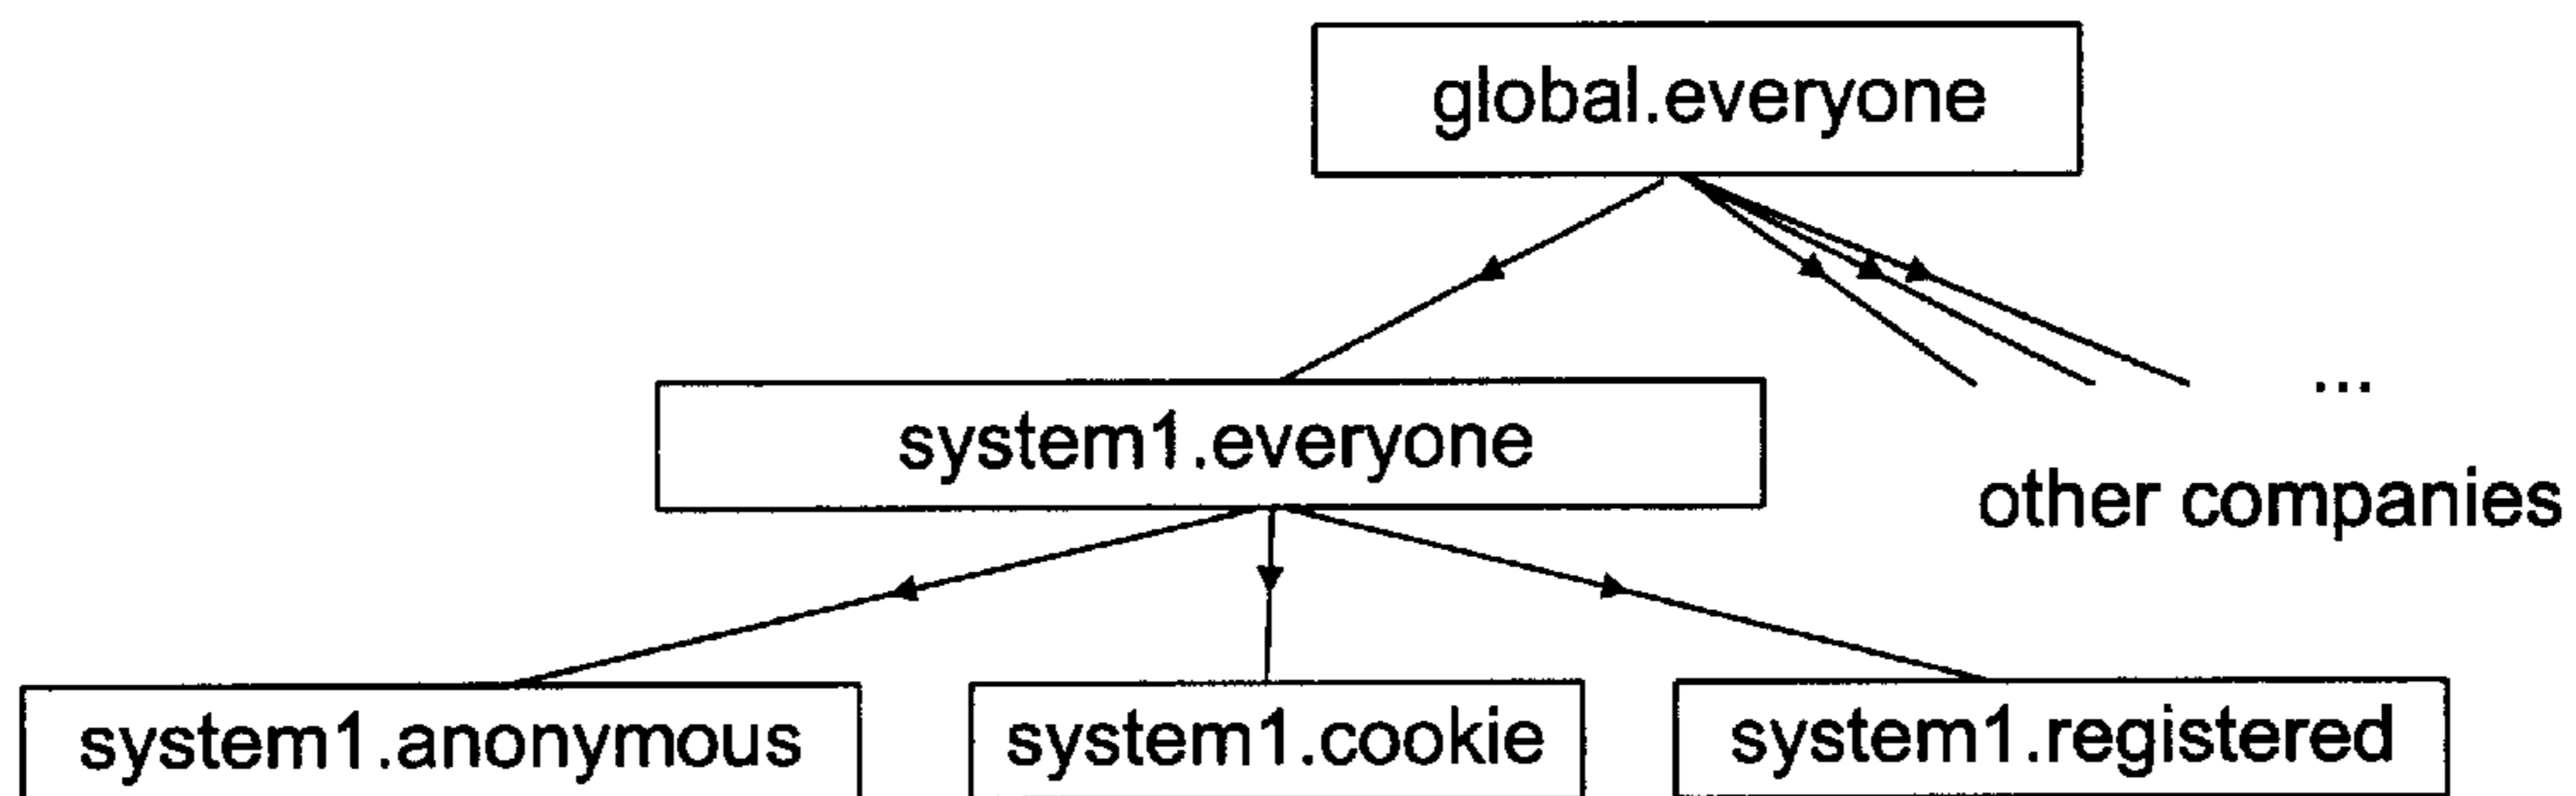 global.everyone
...
system1.everyone
other companies
system1.anonymous
system1.cookie
system1.registered